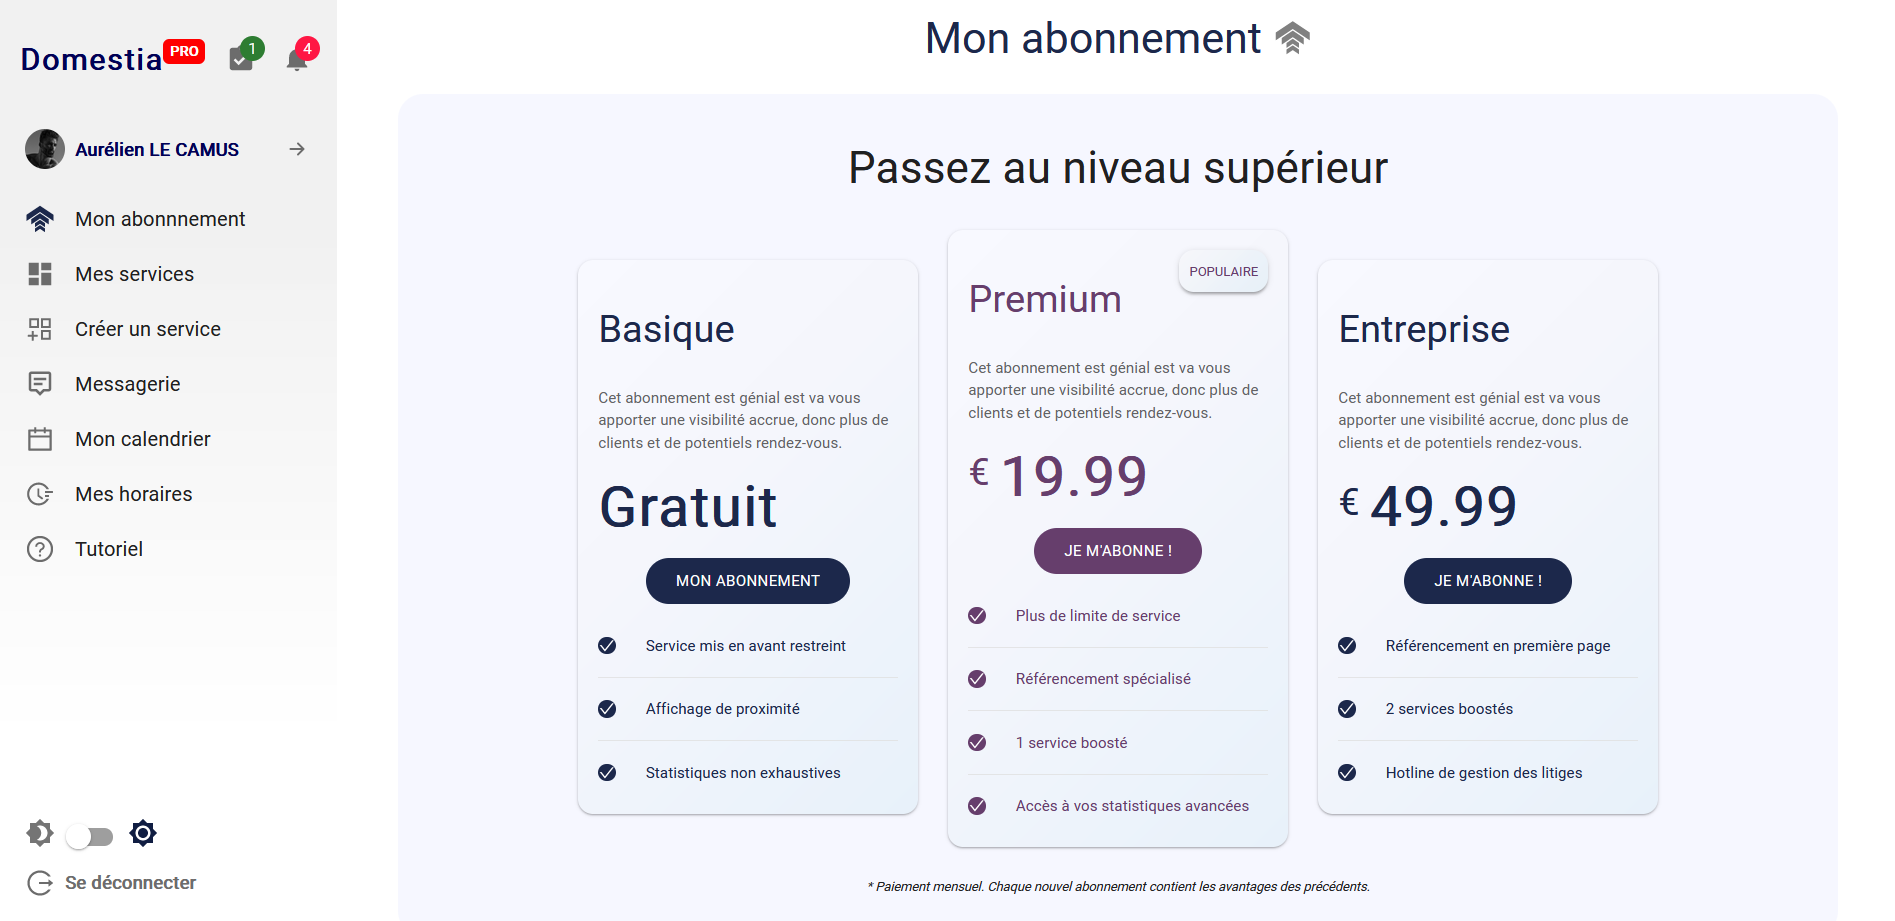 Domestia PRO
1
4
Aurélien LE CAMUS
Mon abonnnement
Mes services
Créer un service
Messagerie
Mon calendrier
Mes horaires
Tutoriel
Se déconnecter
Mon abonnement
Passez au niveau supérieur
Basique
Cet abonnement est génial est va vous
apporter une visibilité accrue, donc plus de
clients et de potentiels rendez-vous.
Gratuit
MON ABONNEMENT
Service mis en avant restreint
Affichage de proximité
Statistiques non exhaustives
POPULAIRE
Premium
Cet abonnement est génial est va vous
apporter une visibilité accrue, donc plus de
clients et de potentiels rendez-vous.
€ 19.99
JE M'ABONNE !
Plus de limite de service
Référencement spécialisé
1 service boosté
Accès à vos statistiques avancées
Entreprise
Cet abonnement est génial est va vous
apporter une visibilité accrue, donc plus de
clients et de potentiels rendez-vous.
€ 49.99
JE M'ABONNE !
Référencement en première page
2 services boostés
Hotline de gestion des litiges
* Paiement mensuel. Chaque nouvel abonnement contient les avantages des précédents.